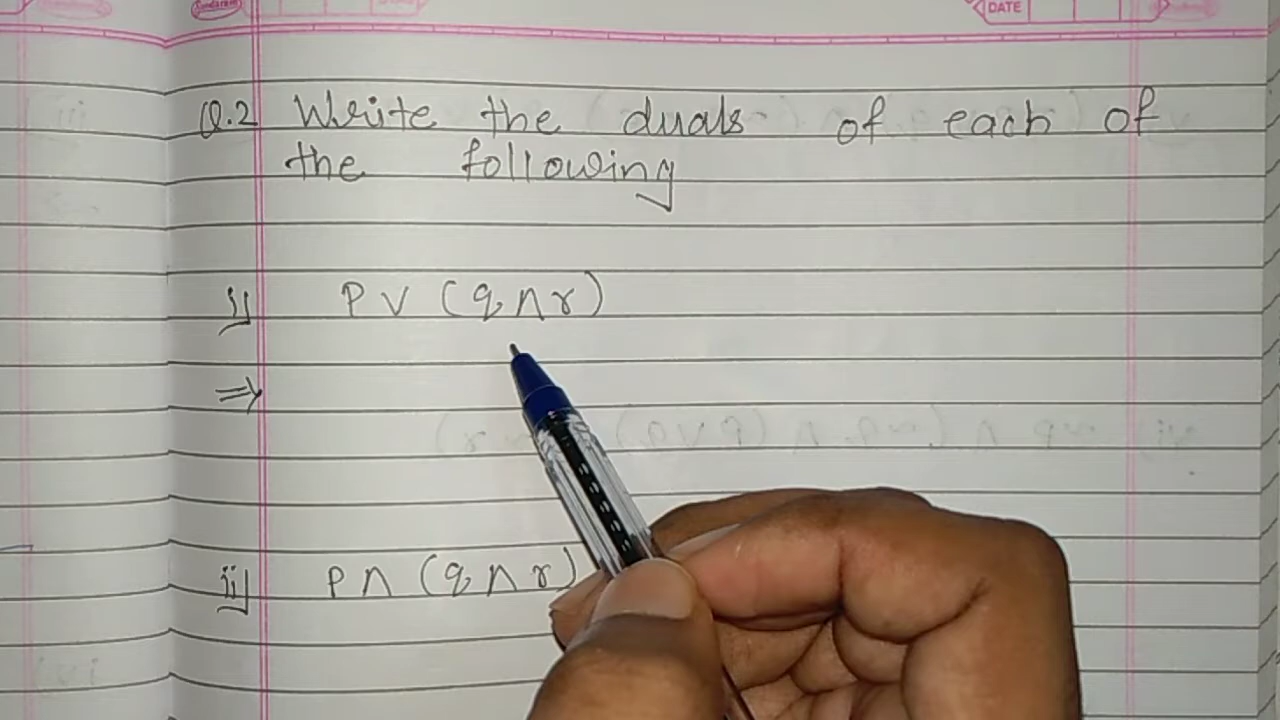 DATE
Q.2 Write the duals of each of
the following
i) p ∨ (q ∧ r)
⇒
ii) p ∧ (q ∧ r)